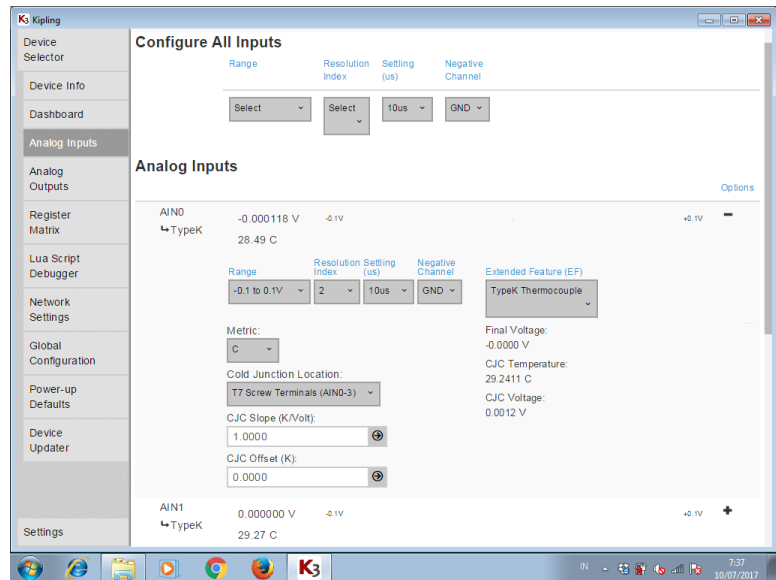 K3 Kipling
Device
Selector
Device Info
Dashboard
Analog Inputs
Analog
Outputs
Register
Matrix
Lua Script
Debugger
Network
Settings
Global
Configuration
Power-up
Defaults
Device
Updater
Settings
Configure All Inputs
Range Resolution Settling Negative
Index (us) Channel
Select Select 10us GND
Analog Inputs
Options
AIN0 -0.000118 V -0.1V +0.1V
↳TypeK 28.49 C
Resolution Settling Negative
Range Index (us) Channel Extended Feature (EF)
-0.1 to 0.1V 2 10us GND TypeK Thermocouple
Metric: Final Voltage:
C -0.0000 V
Cold Junction Location: CJC Temperature:
T7 Screw Terminals (AIN0-3) 29.2411 C
CJC Slope (K/Volt): CJC Voltage:
1.0000 0.0012 V
CJC Offset (K):
0.0000
AIN1 0.000000 V -0.1V +0.1V
↳TypeK 29.27 C
K3 IN 7:37
10/07/2017